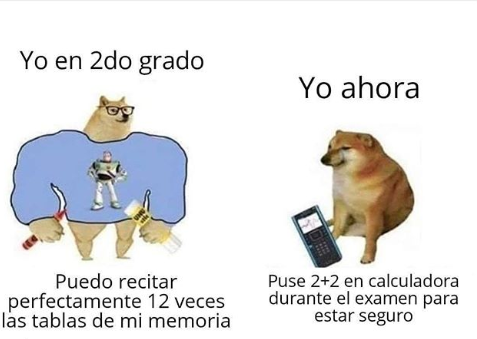 Yo en 2do grado
Puedo recitar
perfectamente 12 veces
las tablas de mi memoria
Yo ahora
Puse 2+2 en calculadora
durante el examen para
estar seguro